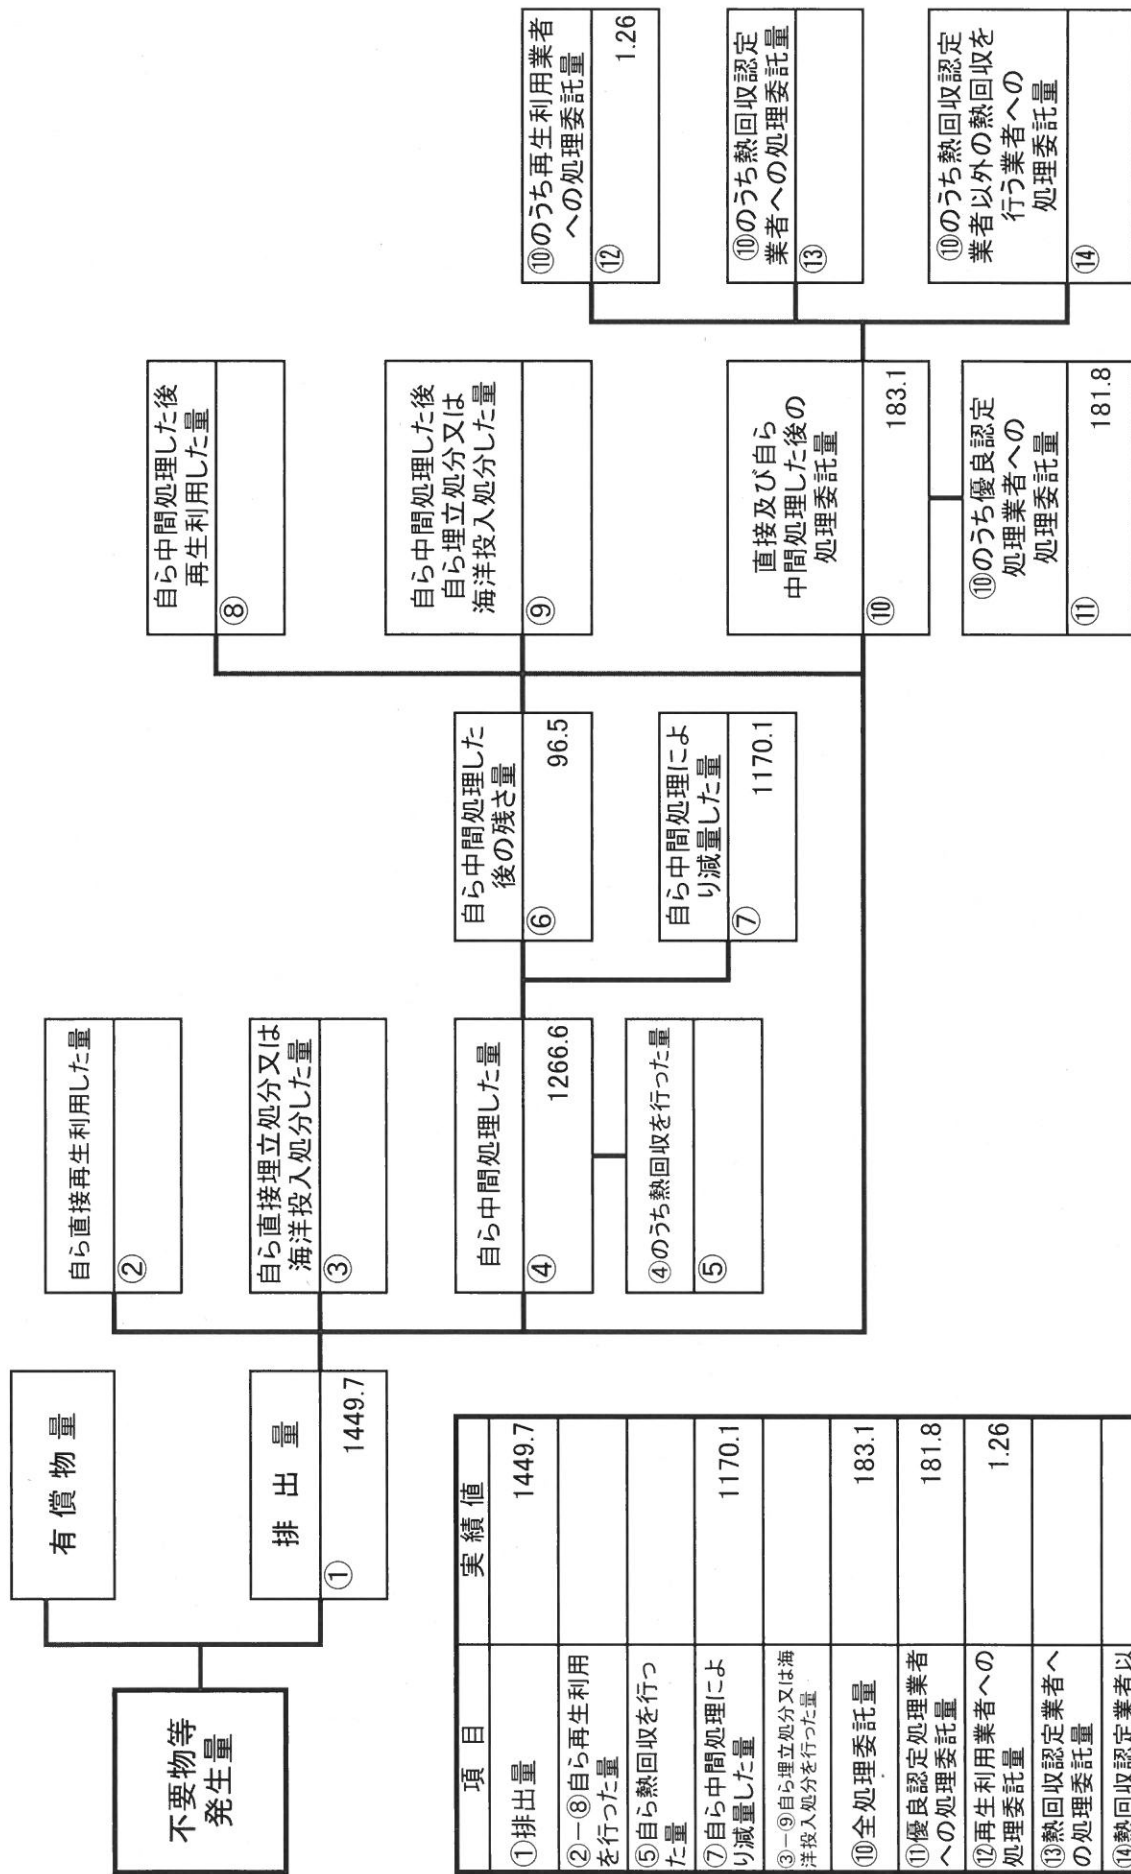 不要物等
発生量
有償物量
排出量
①
1449.7
自ら直接再生利用した量
②
自ら直接埋立処分又は
海洋投入処分した量
③
自ら中間処理した量
④
1266.6
④のうち熱回収を行った量
⑤
自ら中間処理した
後の残さ量
⑥
96.5
自ら中間処理によ
り減量した量
⑦
1170.1
自ら中間処理した後
再生利用した量
⑧
自ら中間処理した後
自ら埋立処分又は
海洋投入処分した量
⑨
直接及び自ら
中間処理した後の
処理委託量
⑩
183.1
⑩のうち優良認定
処理業者への
処理委託量
⑪
181.8
⑩のうち再生利用業者
への処理委託量
⑫
1.26
⑩のうち熱回収認定
業者への処理委託量
⑬
⑩のうち熱回収認定
業者以外の熱回収を
行う業者への
処理委託量
⑭
項目 実績値
①排出量 1449.7
②-⑧自ら再生利用
を行った量
⑤自ら熱回収を行っ
た量
⑦自ら中間処理によ
り減量した量 1170.1
③-⑨自ら埋立処分又は海
洋投入処分を行った量
⑩全処理委託量 183.1
⑪優良認定処理業者
への処理委託量 181.8
⑫再生利用業者への
処理委託量 1.26
⑬熱回収認定業者へ
の処理委託量
⑭熱回収認定業者以